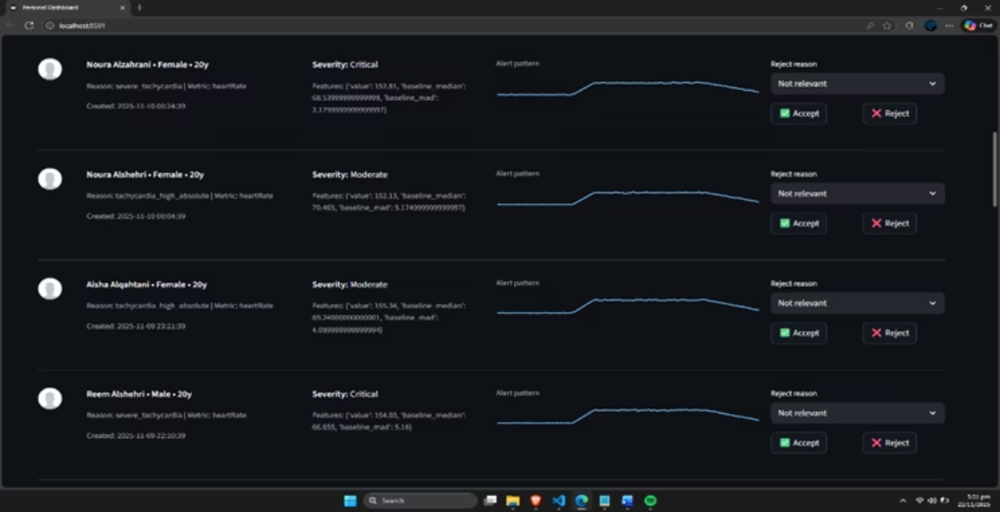 Personal Dashboard
localhost:8501
Chat
Noura Alzahrani • Female • 20y
Reason: severe_tachycardia | Metric: heartRate
Created: 2025-11-10 00:24:39
Severity: Critical
Features: {'value': 152.81, 'baseline_median':
68.53999999999999, 'baseline_mad':
2.1799999999999997}
Alert pattern
Reject reason
Not relevant
✅ Accept
❌ Reject
Noura Alshehri • Female • 20y
Reason: tachycardia_high_absolute | Metric: heartRate
Created: 2025-11-10 00:04:39
Severity: Moderate
Features: {'value': 152.13, 'baseline_median':
70.465, 'baseline_mad': 5.174999999999997}
Alert pattern
Reject reason
Not relevant
✅ Accept
❌ Reject
Aisha Alqahtani • Female • 20y
Reason: tachycardia_high_absolute | Metric: heartRate
Created: 2025-11-09 23:21:39
Severity: Moderate
Features: {'value': 155.34, 'baseline_median':
69.24000000000001, 'baseline_mad':
4.099999999999994}
Alert pattern
Reject reason
Not relevant
✅ Accept
❌ Reject
Reem Alshehri • Male • 20y
Reason: severe_tachycardia | Metric: heartRate
Created: 2025-11-09 22:10:39
Severity: Critical
Features: {'value': 154.83, 'baseline_median':
66.655, 'baseline_mad': 5.16}
Alert pattern
Reject reason
Not relevant
✅ Accept
❌ Reject
Search
5:51 pm
22/11/2025